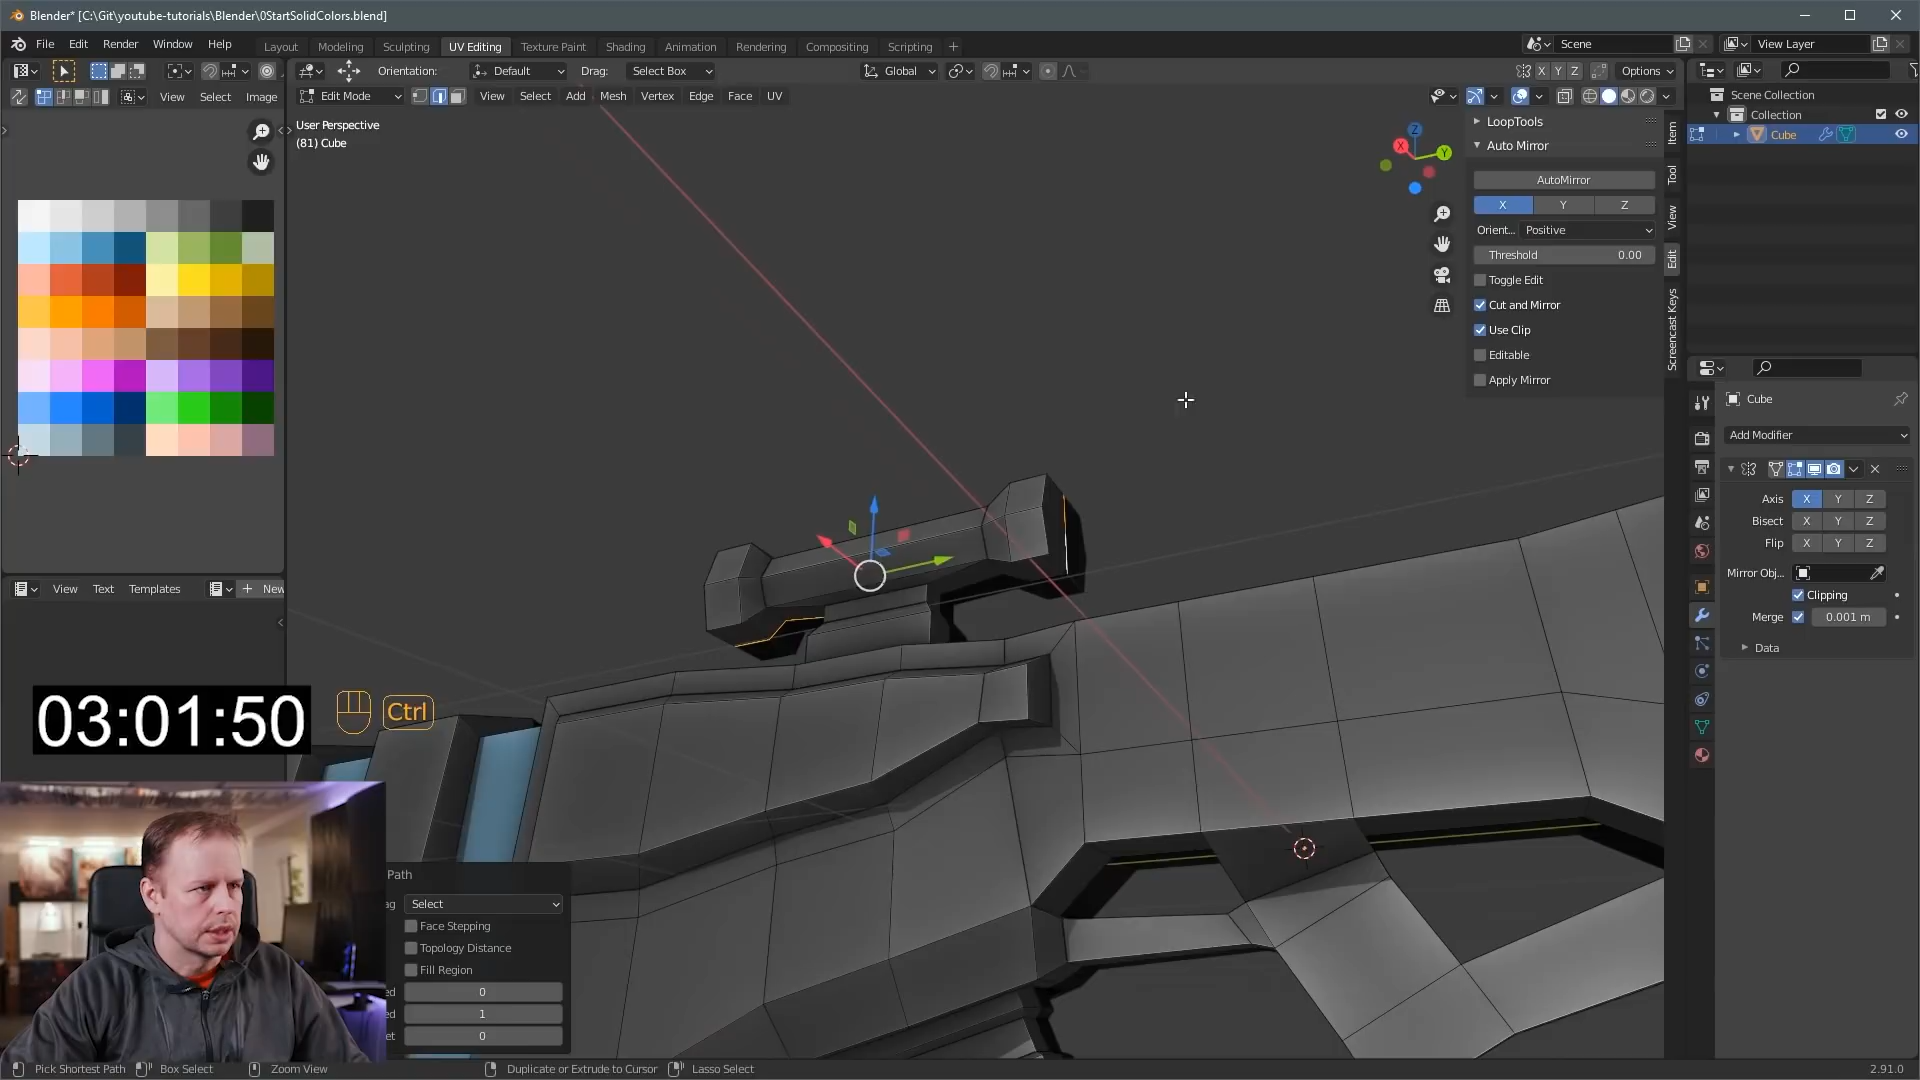 Blender* [C:\Git\youtube-tutorials\Blender\0StartSolidColors.blend]
File Edit Render Window Help
Layout Modeling Sculpting UV Editing Texture Paint Shading Animation Rendering Compositing Scripting +
Scene
View Layer
Orientation: Default Drag: Select Box
Global
X Y Z Options
View Select Image
Edit Mode View Select Add Mesh Vertex Edge Face UV
User Perspective
(81) Cube
Z
X
Y
LoopTools
Auto Mirror
AutoMirror
X Y Z
Orient... Positive
Threshold 0.00
Toggle Edit
Cut and Mirror
Use Clip
Editable
Apply Mirror
Item
Tool
View
Edit
Screencast Keys
Scene Collection
Collection
Cube
Cube
Add Modifier
Axis X Y Z
Bisect X Y Z
Flip X Y Z
Mirror Obj...
Clipping
Merge 0.001 m
Data
View Text Templates New
03:01:50
Ctrl
Path
Select
Face Stepping
Topology Distance
Fill Region
0
1
0
Pick Shortest Path Box Select Zoom View Duplicate or Extrude to Cursor Lasso Select 2.91.0